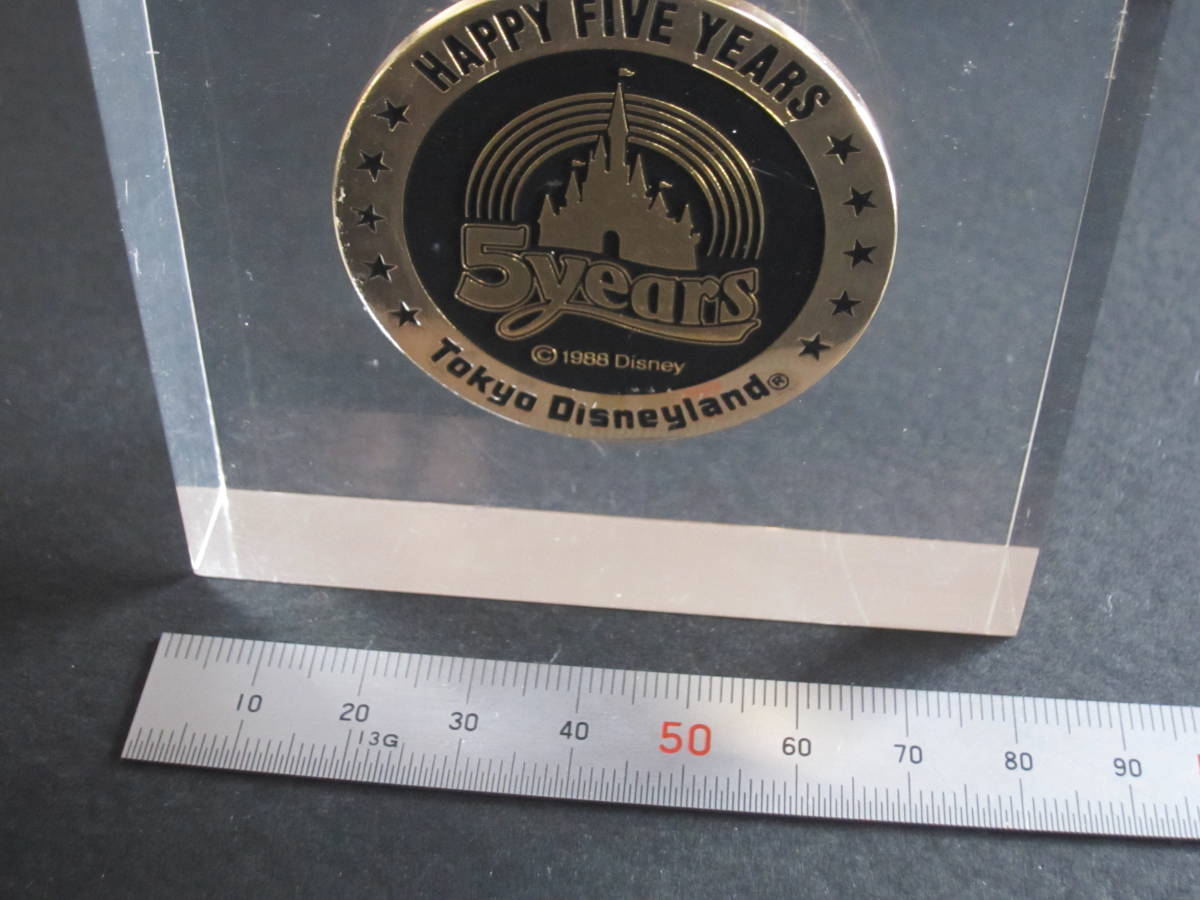 HAPPY FIVE YEARS
5years
© 1988 Disney
Tokyo Disneyland®
10 20 30 40 50 60 70 80 90
13G